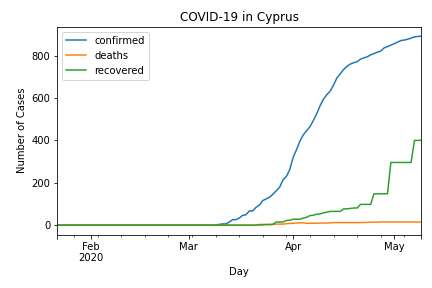 COVID-19 in Cyprus
confirmed
deaths
recovered
Number of Cases
800
600
400
200
0
Feb
2020
Mar
Apr
May
Day